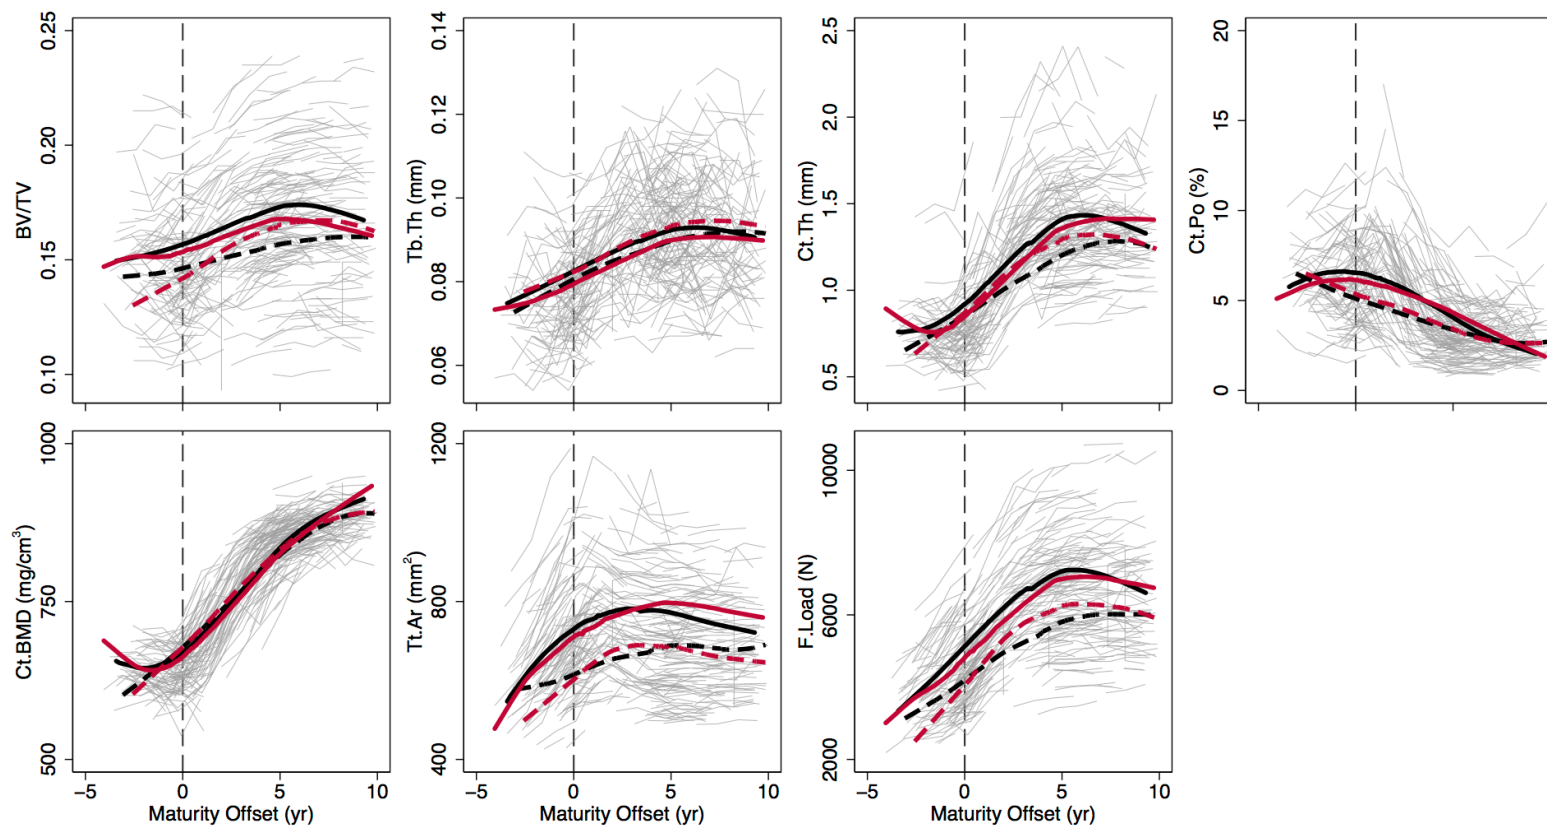 BV/TV
0.25
0.20
0.15
0.10
Tb.Th (mm)
0.14
0.12
0.10
0.08
0.06
Ct.Th (mm)
2.5
2.0
1.5
1.0
0.5
Ct.Po (%)
20
15
10
5
0
Ct.BMD (mg/cm³)
1000
750
500
−5 0 5 10
Maturity Offset (yr)
Tt.Ar (mm²)
1200
800
400
−5 0 5 10
Maturity Offset (yr)
F.Load (N)
10000
6000
2000
−5 0 5 10
Maturity Offset (yr)